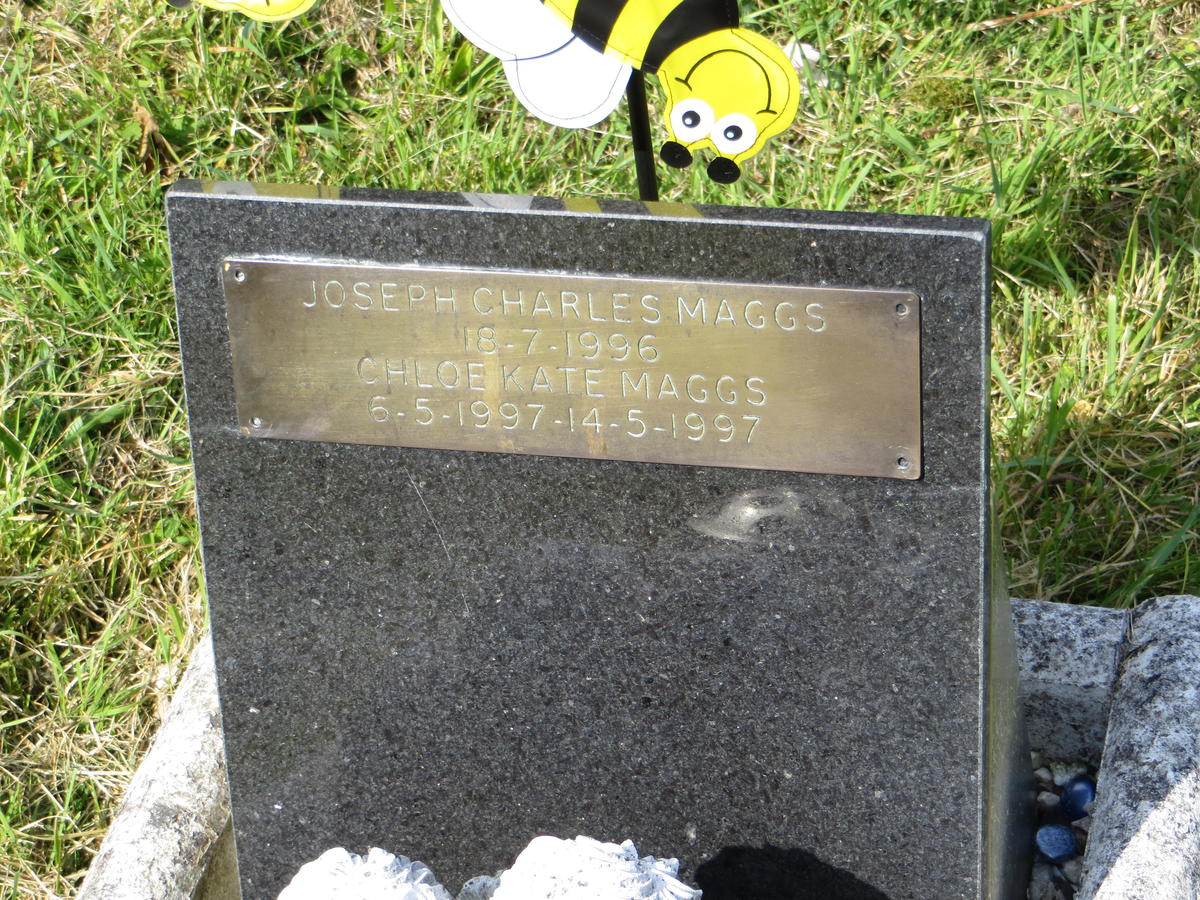 JOSEPH CHARLES MAGGS
18-7-1996
CHLOE KATE MAGGS
6-5-1997-14-5-1997